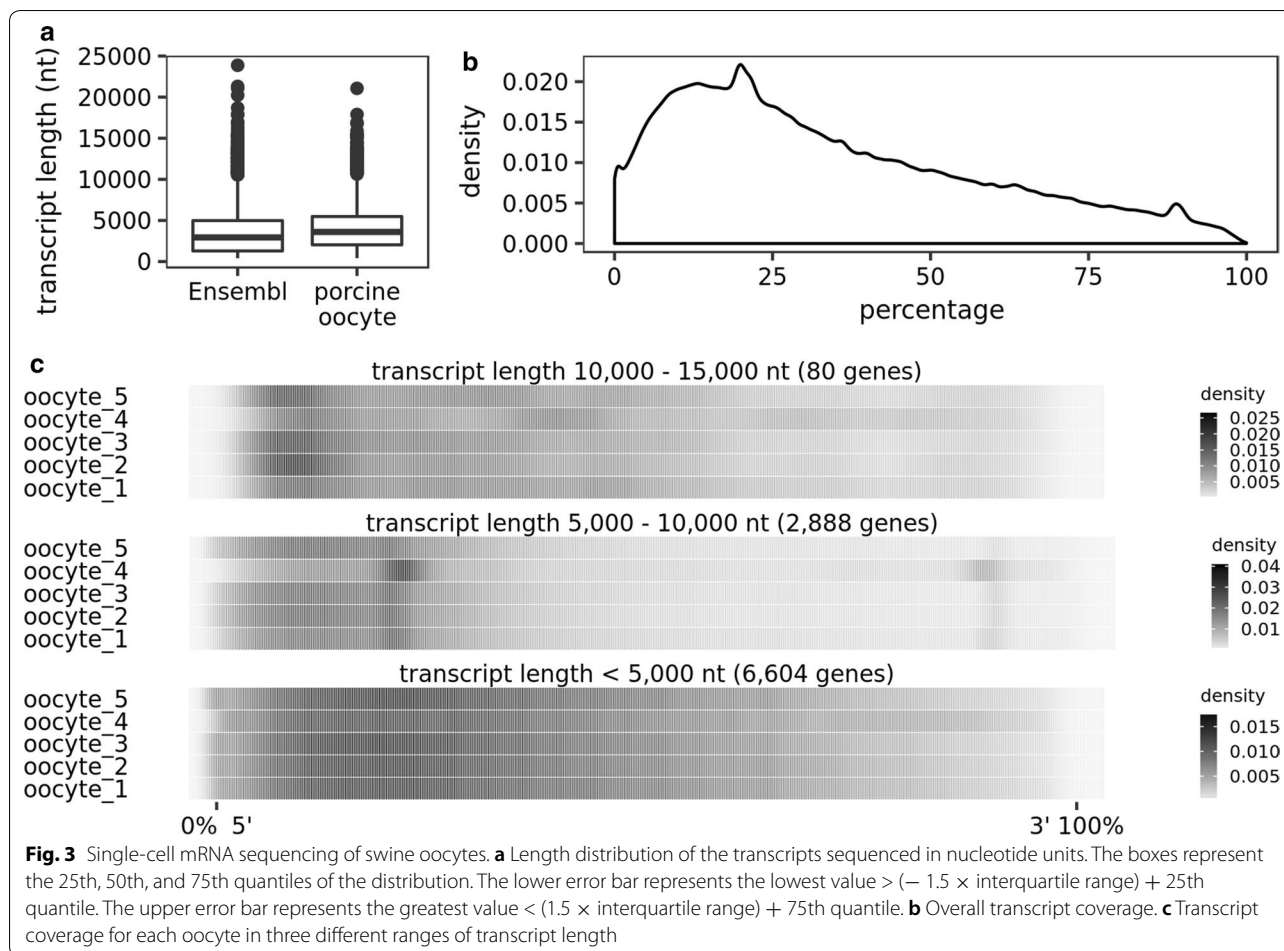 a
25000
20000
15000
10000
5000
0
transcript length (nt)
Ensembl
porcine
oocyte
b
0.020
0.015
0.010
0.005
0.000
density
0
25
50
75
100
percentage
c
transcript length 10,000 - 15,000 nt (80 genes)
oocyte_5
oocyte_4
oocyte_3
oocyte_2
oocyte_1
density
0.025
0.020
0.015
0.010
0.005
transcript length 5,000 - 10,000 nt (2,888 genes)
oocyte_5
oocyte_4
oocyte_3
oocyte_2
oocyte_1
density
0.04
0.03
0.02
0.01
transcript length < 5,000 nt (6,604 genes)
oocyte_5
oocyte_4
oocyte_3
oocyte_2
oocyte_1
density
0.015
0.010
0.005
0% 5'
3' 100%
Fig. 3 Single-cell mRNA sequencing of swine oocytes. a Length distribution of the transcripts sequenced in nucleotide units. The boxes represent
the 25th, 50th, and 75th quantiles of the distribution. The lower error bar represents the lowest value > (− 1.5 × interquartile range) + 25th
quantile. The upper error bar represents the greatest value < (1.5 × interquartile range) + 75th quantile. b Overall transcript coverage. c Transcript
coverage for each oocyte in three different ranges of transcript length